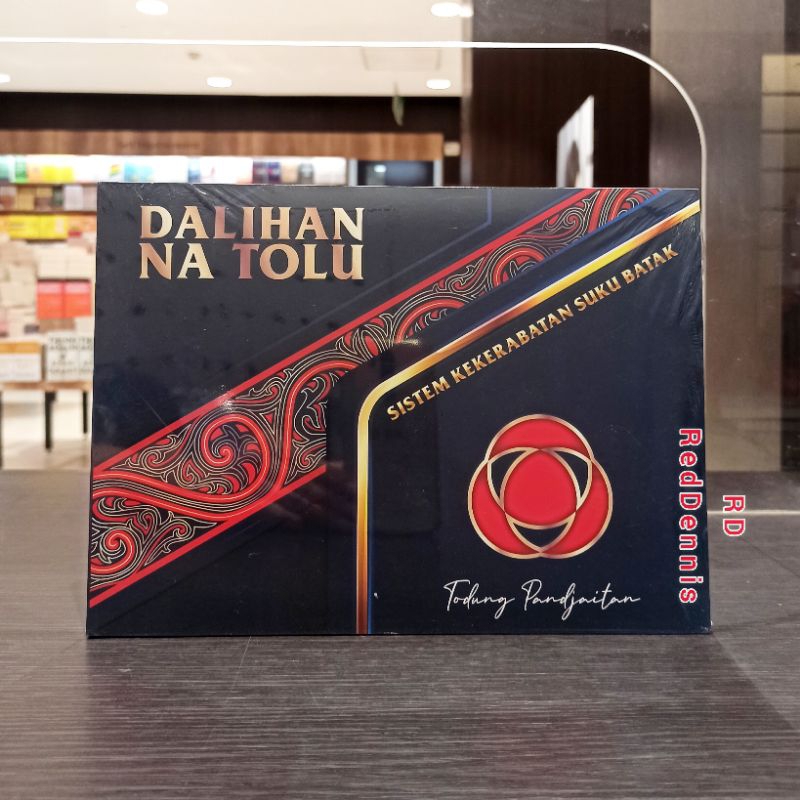 DALIHAN
NA TOLU
SISTEM KEKERABATAN SUKU BATAK
Todung Pandjaitan
RedDennis
RD